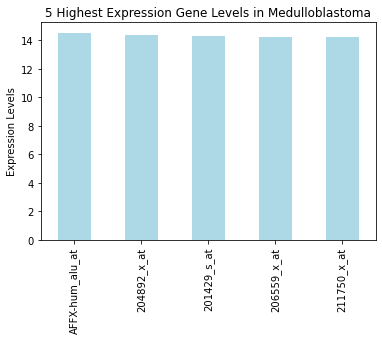 5 Highest Expression Gene Levels in Medulloblastoma
Expression Levels
14
12
10
8
6
4
2
0
AFFX-hum_alu_at
204892_x_at
201429_s_at
206559_x_at
211750_x_at